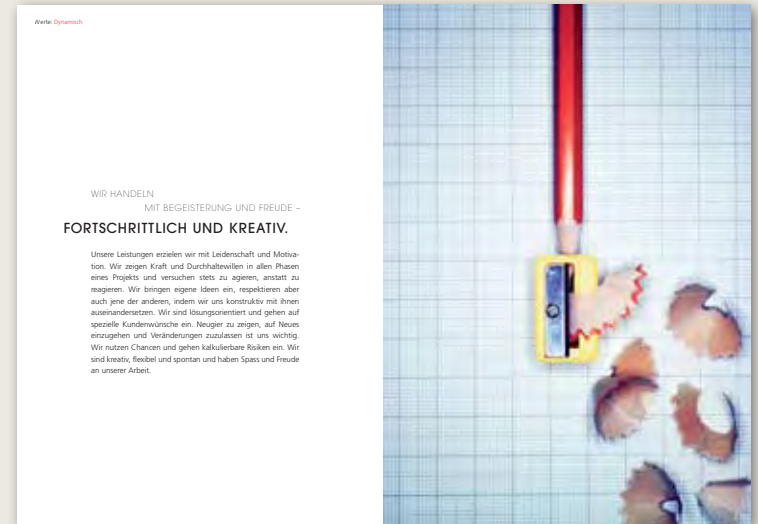 Werte: Dynamisch
WIR HANDELN
MIT BEGEISTERUNG UND FREUDE –
FORTSCHRITTLICH UND KREATIV.
Unsere Leistungen erzielen wir mit Leidenschaft und Motiva-
tion. Wir zeigen Kraft und Durchhaltewillen in allen Phasen
eines Projekts und versuchen stets zu agieren, anstatt zu
reagieren. Wir bringen eigene Ideen ein, respektieren aber
auch jene der anderen, indem wir uns konstruktiv mit ihnen
auseinandersetzen. Wir sind lösungsorientiert und gehen auf
spezielle Kundenwünsche ein. Neugier zu zeigen, auf Neues
einzugehen und Veränderungen zuzulassen ist uns wichtig.
Wir nutzen Chancen und gehen kalkulierbare Risiken ein. Wir
sind kreativ, flexibel und spontan und haben Spass und Freude
an unserer Arbeit.